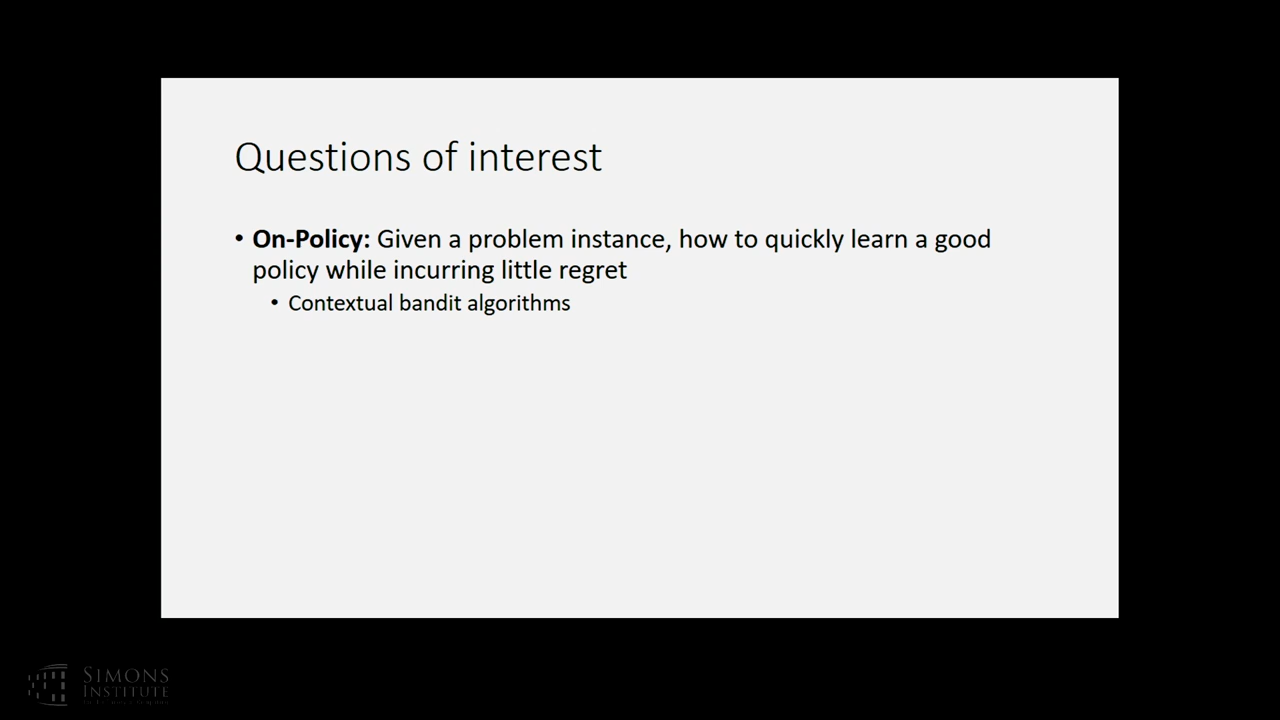 Questions of interest
• On-Policy: Given a problem instance, how to quickly learn a good
policy while incurring little regret
• Contextual bandit algorithms
SIMONS
INSTITUTE